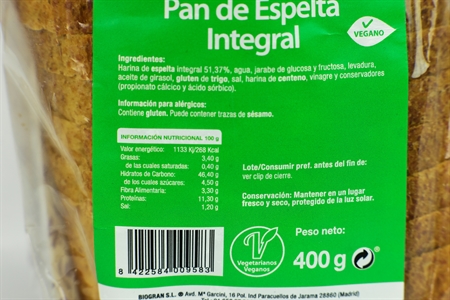 Pan de Espelta
Integral
VEGANO
Ingredientes:
Harina de espelta integral 51,37%, agua, jarabe de glucosa y fructosa, levadura,
aceite de girasol, gluten de trigo, sal, harina de centeno, vinagre y conservadores
(propionato cálcico y ácido sórbico).
Información para alérgicos:
Contiene gluten. Puede contener trazas de sésamo.
INFORMACIÓN NUTRICIONAL 100 g
Valor energético: 1133 Kj/268 Kcal
Grasas: 3,40 g
de las cuales saturadas: 0,40 g
Hidratos de Carbono: 46,40 g
de los cuales azúcares: 4,50 g
Fibra Alimentaria: 3,30 g
Proteínas: 11,30 g
Sal: 1,20 g
Lote/Consumir pref. antes del fin de:
ver clip de cierre.
Conservación: Mantener en un lugar
fresco y seco, protegido de la luz solar.
Peso neto:
400 g
Vegetarianos
Veganos
8 422584 009583
BIOGRAN S.L. ® Avd. Mª Garcini, 16 Pol. Ind Paracuellos de Jarama 28860 (Madrid)